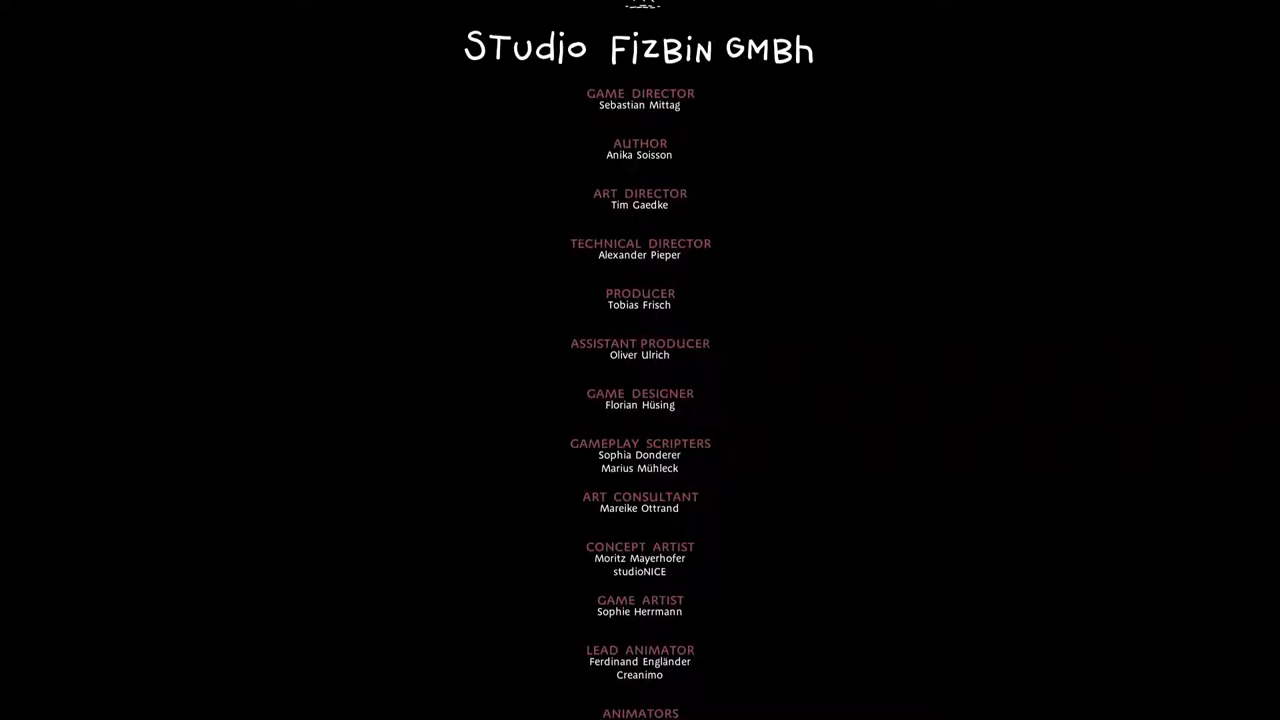 STudio FizBiN GMBh
GAME DIRECTOR
Sebastian Mittag
AUTHOR
Anika Soisson
ART DIRECTOR
Tim Gaedke
TECHNICAL DIRECTOR
Alexander Pieper
PRODUCER
Tobias Frisch
ASSISTANT PRODUCER
Oliver Ulrich
GAME DESIGNER
Florian Hüsing
GAMEPLAY SCRIPTERS
Sophia Donderer
Marius Mühleck
ART CONSULTANT
Mareike Ottrand
CONCEPT ARTIST
Moritz Mayerhofer
studioNICE
GAME ARTIST
Sophie Herrmann
LEAD ANIMATOR
Ferdinand Engländer
Creanimo
ANIMATORS